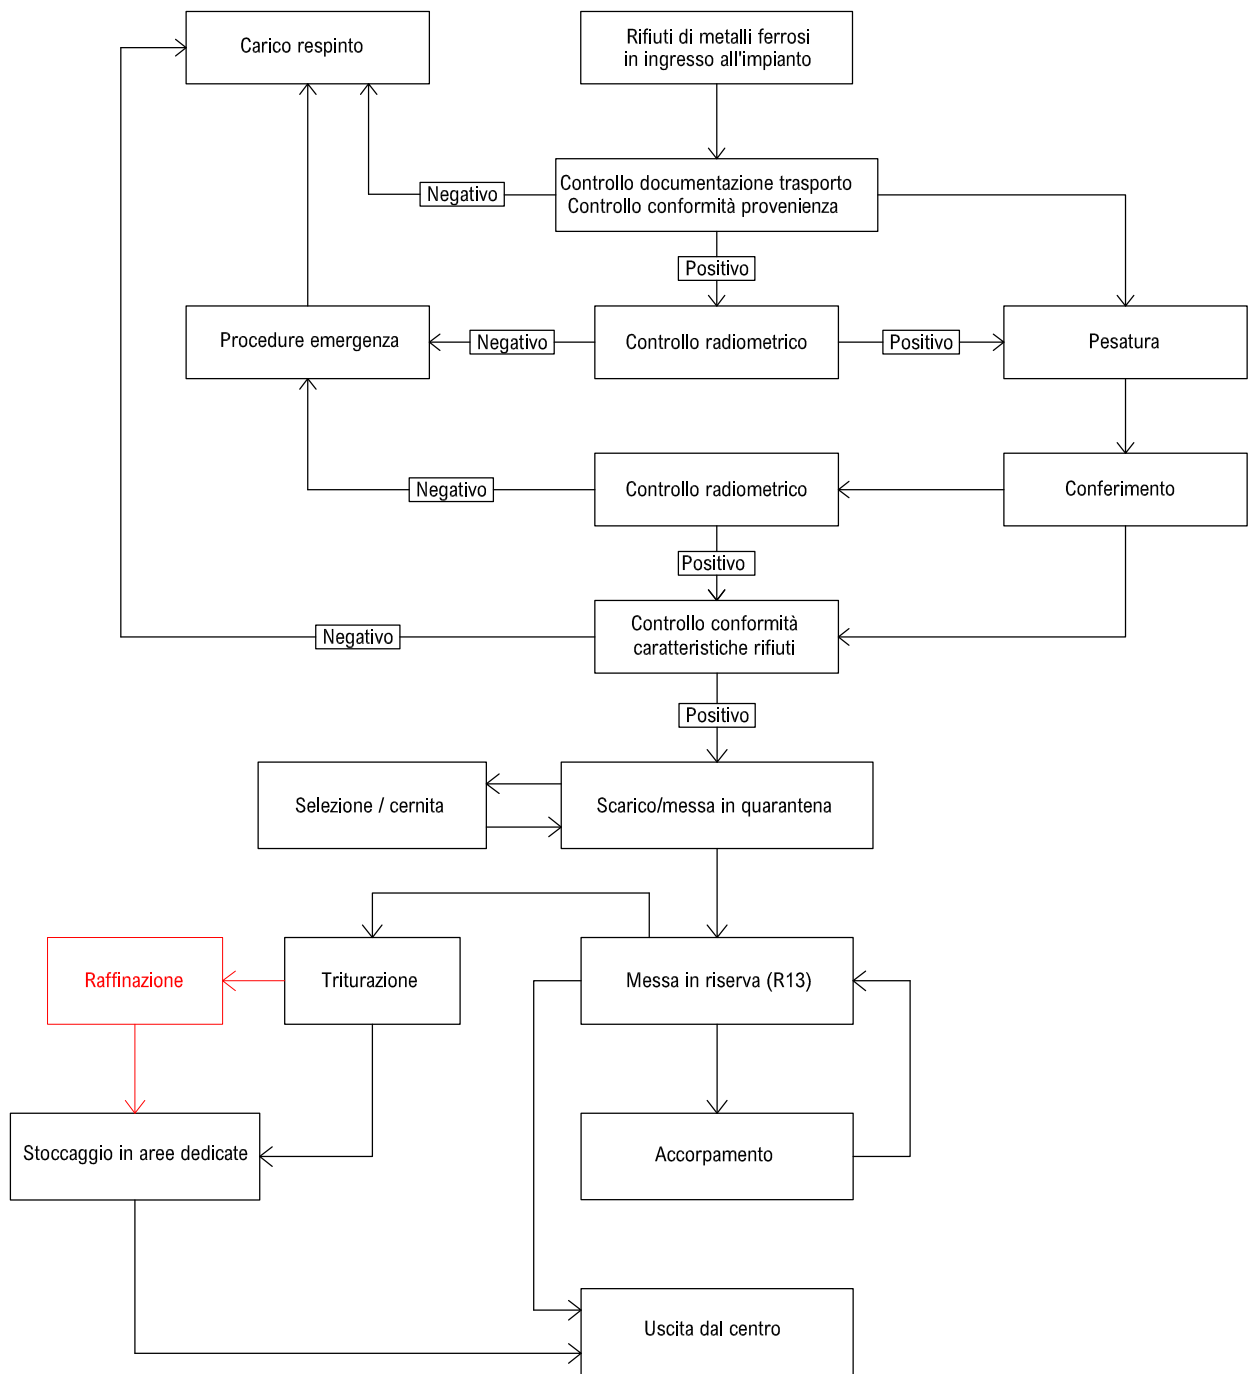 Carico respinto
Rifiuti di metalli ferrosi
in ingresso all'impianto
Negativo
Controllo documentazione trasporto
Controllo conformità provenienza
Positivo
Procedure emergenza
Negativo
Controllo radiometrico
Positivo
Pesatura
Negativo
Controllo radiometrico
Conferimento
Positivo
Negativo
Controllo conformità
caratteristiche rifiuti
Positivo
Selezione / cernita
Scarico/messa in quarantena
Raffinazione
Triturazione
Messa in riserva (R13)
Stoccaggio in aree dedicate
Accorpamento
Uscita dal centro